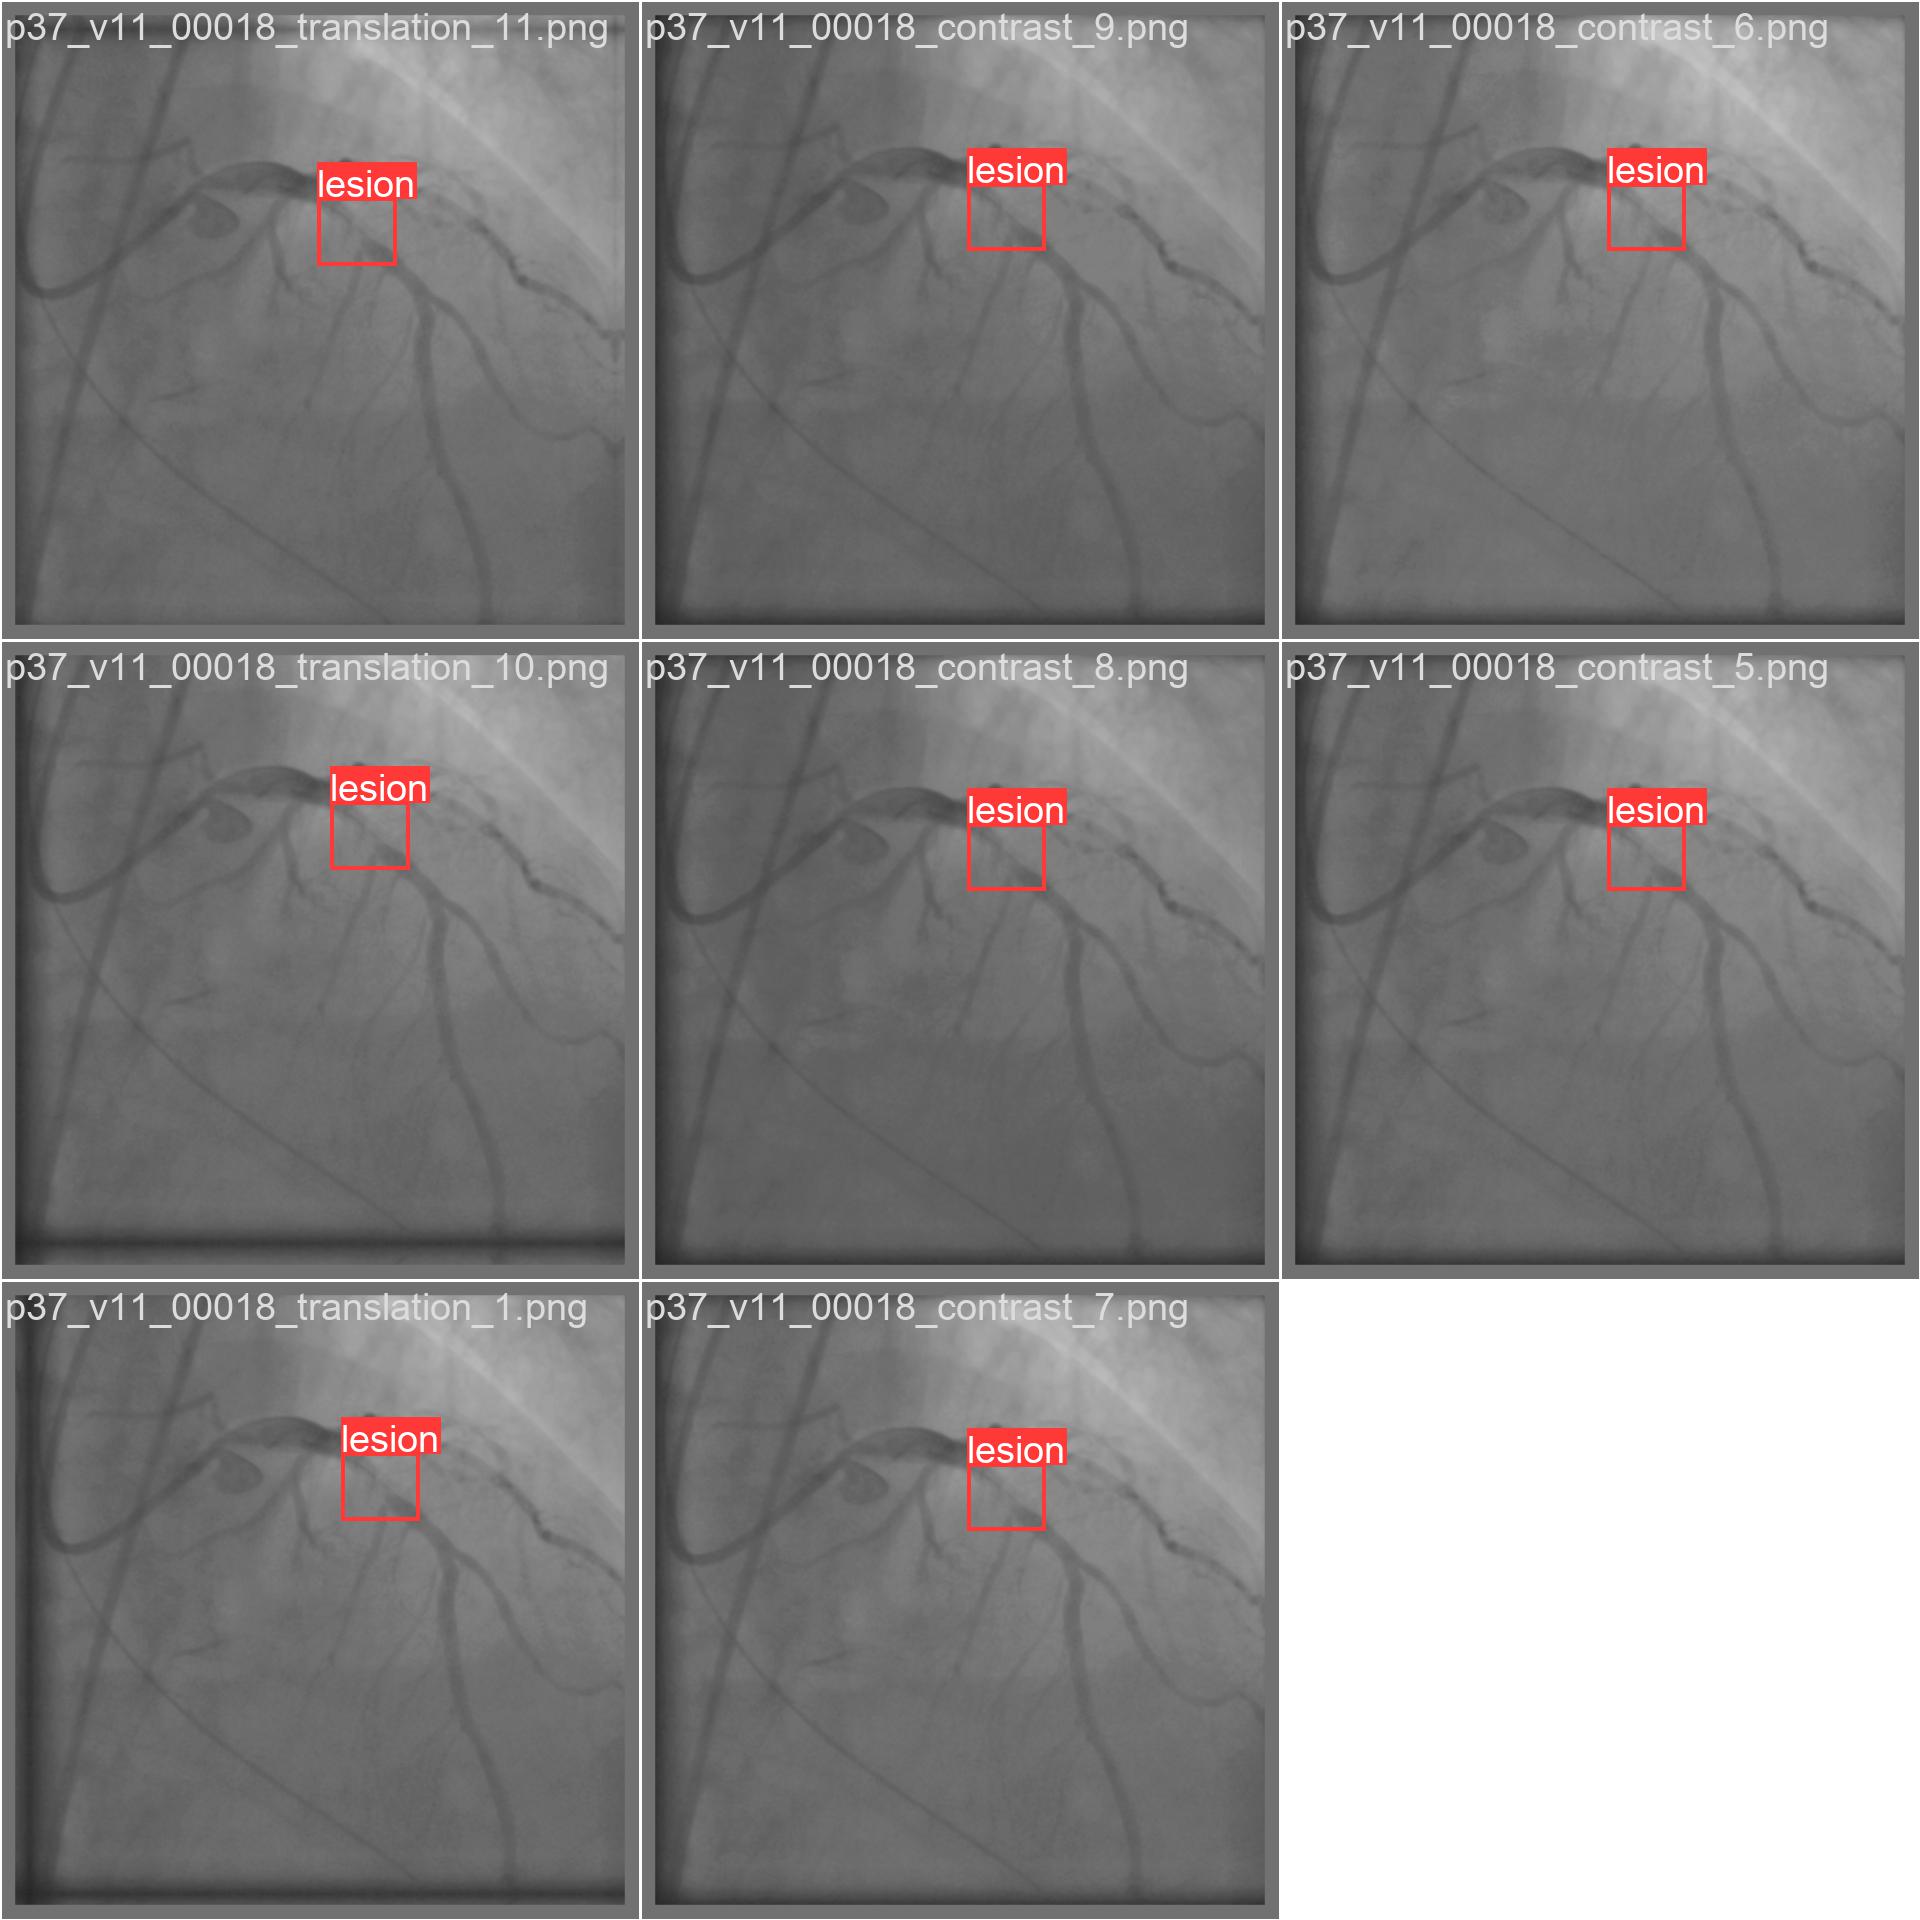 p37_v11_00018_translation_11.png
lesion
p37_v11_00018_contrast_9.png
lesion
p37_v11_00018_contrast_6.png
lesion
p37_v11_00018_translation_10.png
lesion
p37_v11_00018_contrast_8.png
lesion
p37_v11_00018_contrast_5.png
lesion
p37_v11_00018_translation_1.png
lesion
p37_v11_00018_contrast_7.png
lesion